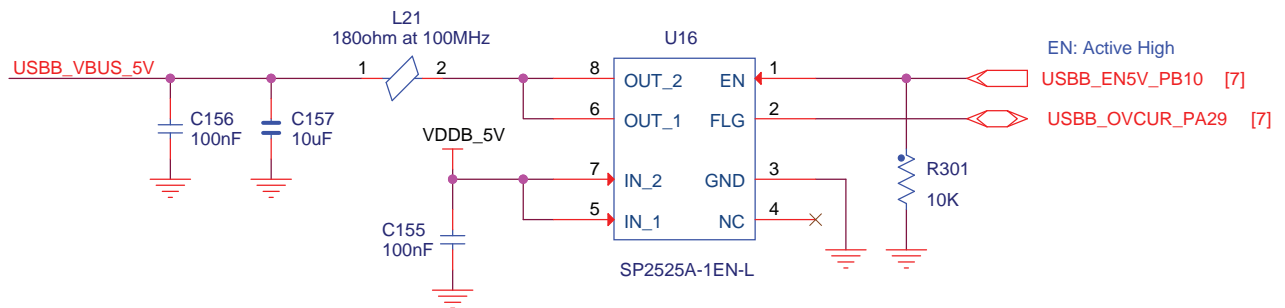 L21
180ohm at 100MHz
U16
EN: Active High
USBB_VBUS_5V
1
2
8
OUT_2
EN
1
USBB_EN5V_PB10 [7]
C156
100nF
C157
10uF
6
OUT_1
FLG
2
USBB_OVCUR_PA29 [7]
VDDB_5V
7
IN_2
GND
3
R301
10K
C155
100nF
5
IN_1
NC
4
SP2525A-1EN-L